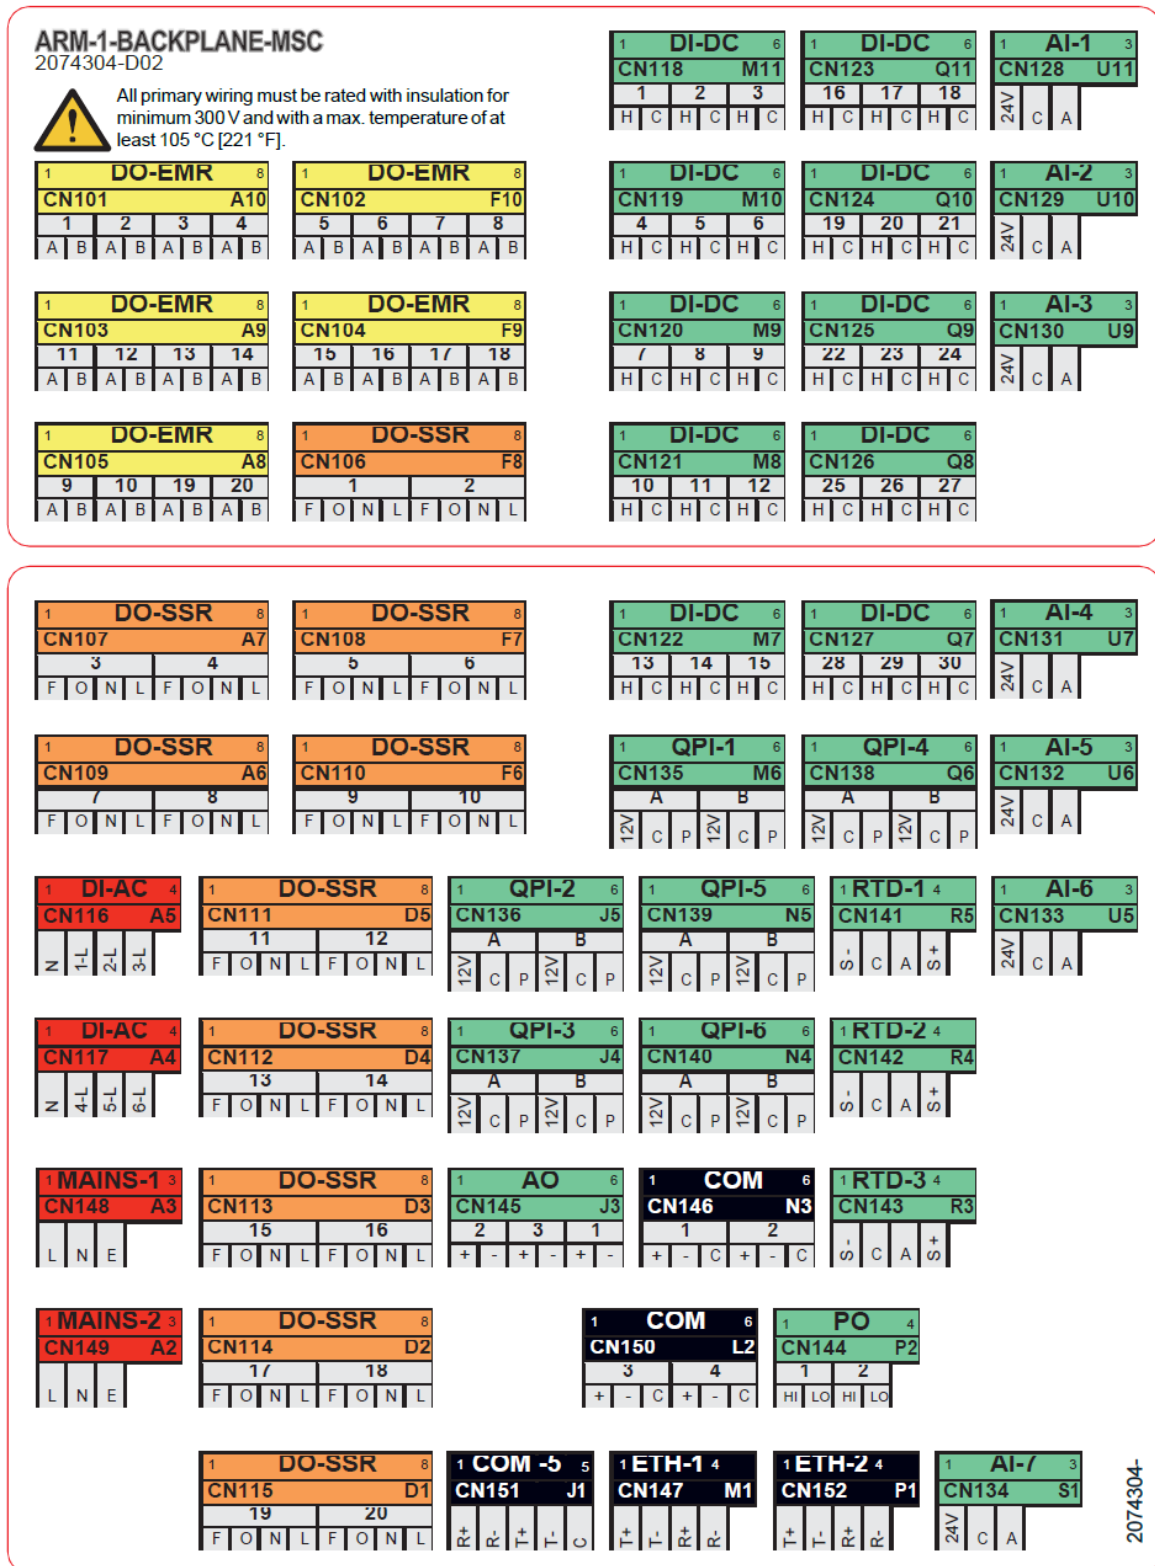 ARM-1-BACKPLANE-MSC
2074304-D02
All primary wiring must be rated with insulation for
minimum 300 V and with a max. temperature of at
least 105 °C [221 °F].
1 DI-DC 6 1 DI-DC 6 1 AI-1 3
CN118 M11 CN123 Q11 CN128 U11
1 2 3 16 17 18
H C H C H C H C H C H C 24V C A
1 DO-EMR 8 1 DO-EMR 8 1 DI-DC 6 1 DI-DC 6 1 AI-2 3
CN101 A10 CN102 F10 CN119 M10 CN124 Q10 CN129 U10
1 2 3 4 5 6 7 8 4 5 6 19 20 21
A B A B A B A B A B A B A B A B H C H C H C H C H C H C 24V C A
1 DO-EMR 8 1 DO-EMR 8 1 DI-DC 6 1 DI-DC 6 1 AI-3 3
CN103 A9 CN104 F9 CN120 M9 CN125 Q9 CN130 U9
11 12 13 14 15 16 17 18 7 8 9 22 23 24
A B A B A B A B A B A B A B A B H C H C H C H C H C H C 24V C A
1 DO-EMR 8 1 DO-SSR 8 1 DI-DC 6 1 DI-DC 6
CN105 A8 CN106 F8 CN121 M8 CN126 Q8
9 10 19 20 1 2 10 11 12 25 26 27
A B A B A B A B F O N L F O N L H C H C H C H C H C H C
1 DO-SSR 8 1 DO-SSR 8 1 DI-DC 6 1 DI-DC 6 1 AI-4 3
CN107 A7 CN108 F7 CN122 M7 CN127 Q7 CN131 U7
3 4 5 6 13 14 15 28 29 30
F O N L F O N L F O N L F O N L H C H C H C H C H C H C 24V C A
1 DO-SSR 8 1 DO-SSR 8 1 QPI-1 6 1 QPI-4 6 1 AI-5 3
CN109 A6 CN110 F6 CN135 M6 CN138 Q6 CN132 U6
7 8 9 10 A B A B
F O N L F O N L F O N L F O N L 12V C P 12V C P 12V C P 12V C P 24V C A
1 DI-AC 4 1 DO-SSR 8 1 QPI-2 6 1 QPI-5 6 1 RTD-1 4 1 AI-6 3
CN116 A5 CN111 D5 CN136 J5 CN139 N5 CN141 R5 CN133 U5
11 12 A B A B
N 1-L 2-L 3-L F O N L F O N L 12V C P 12V C P 12V C P 12V C P S - C A S + 24V C A
1 DI-AC 4 1 DO-SSR 8 1 QPI-3 6 1 QPI-6 6 1 RTD-2 4
CN117 A4 CN112 D4 CN137 J4 CN140 N4 CN142 R4
13 14 A B A B
N 4-L 5-L 6-L F O N L F O N L 12V C P 12V C P 12V C P 12V C P S - C A S +
1 MAINS-1 3 1 DO-SSR 8 1 AO 6 1 COM 6 1 RTD-3 4
CN148 A3 CN113 D3 CN145 J3 CN146 N3 CN143 R3
15 16 2 3 1 1 2
L N E F O N L F O N L + - + - + - + - C + - C S - C A S +
1 MAINS-2 3 1 DO-SSR 8 1 COM 6 1 PO 4
CN149 A2 CN114 D2 CN150 L2 CN144 P2
17 18 3 4 1 2
L N E F O N L F O N L + - C + - C HI LO HI LO
1 DO-SSR 8 1 COM -5 5 1 ETH-1 4 1 ETH-2 4 1 AI-7 3
CN115 D1 CN151 J1 CN147 M1 CN152 P1 CN134 S1
19 20
F O N L F O N L R+ R- T+ T- C T+ T- R+ R- T+ T- R+ R- 24V C A
2074304-